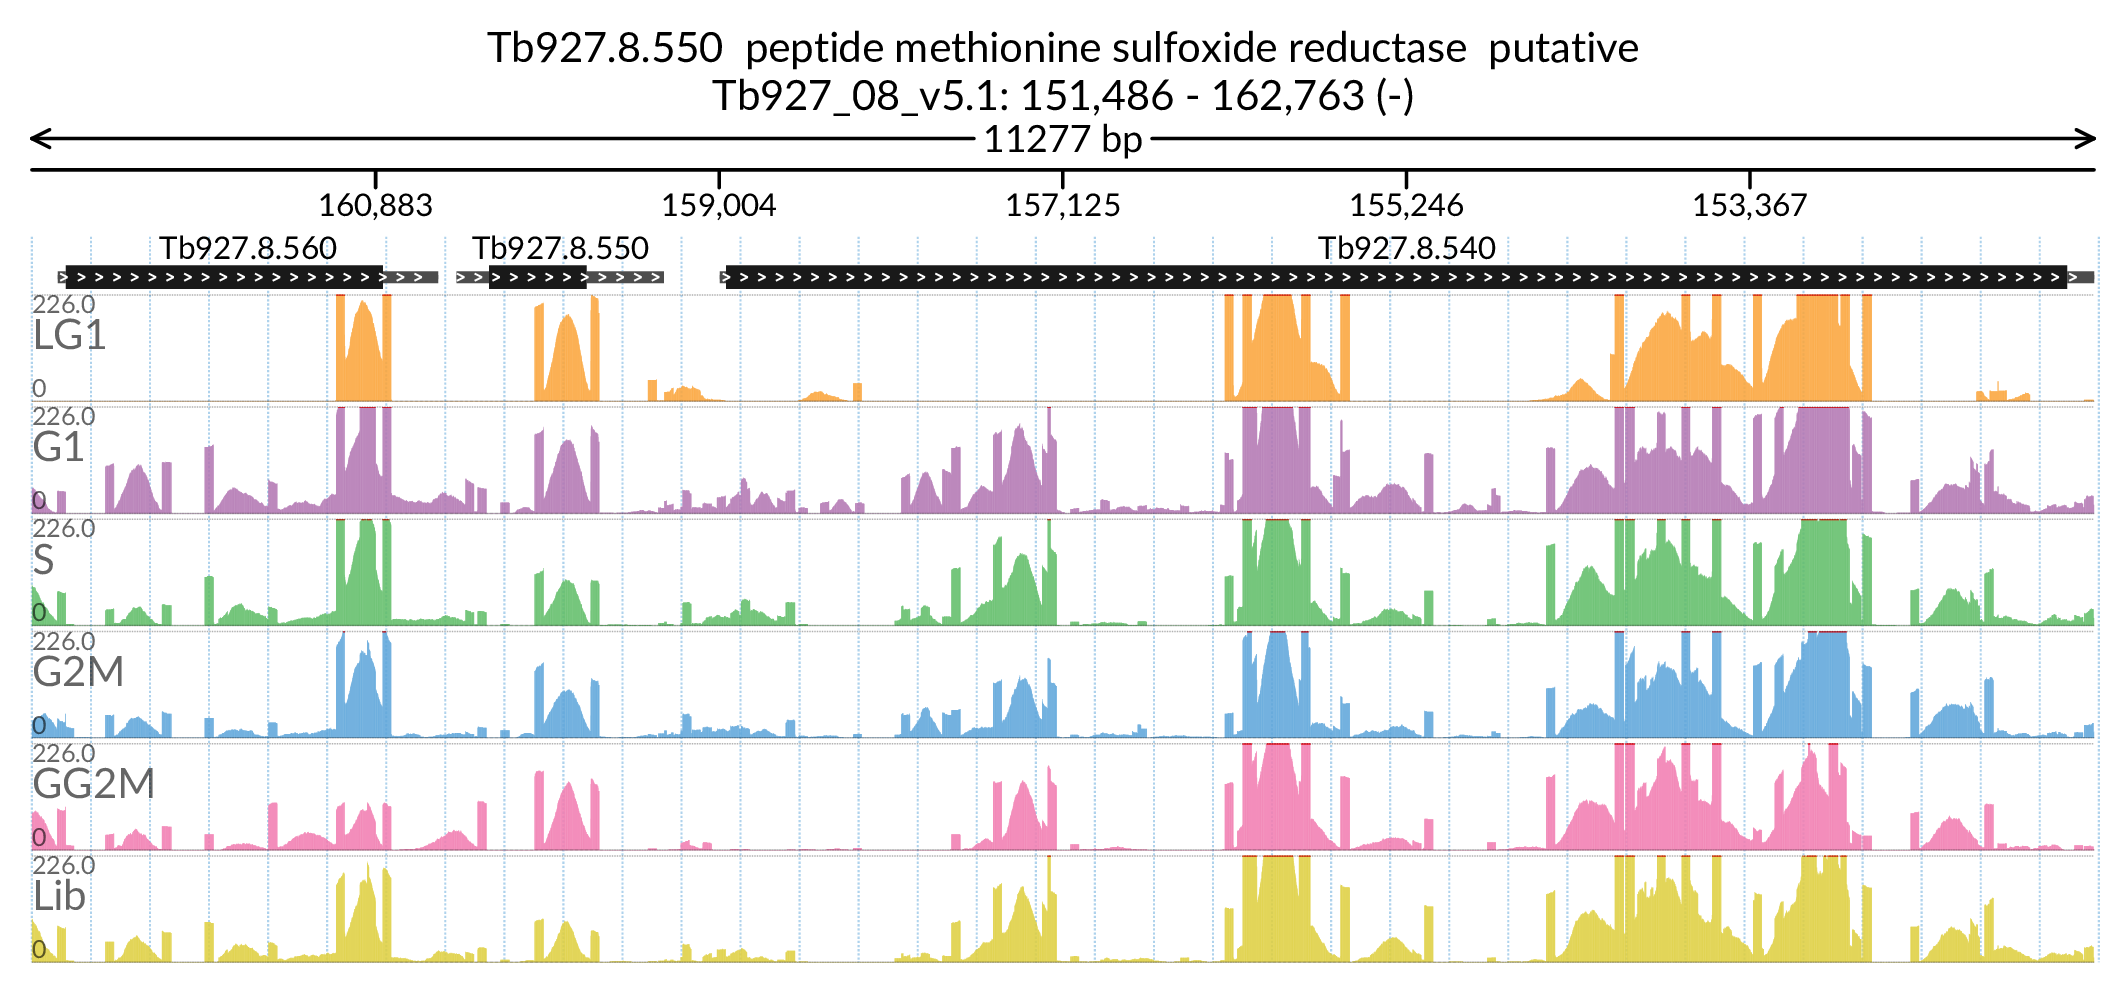 Tb927.8.550 peptide methionine sulfoxide reductase putative
Tb927_08_v5.1: 151,486 - 162,763 (-)
11277 bp
160,883 159,004 157,125 155,246 153,367
Tb927.8.560 Tb927.8.550 Tb927.8.540
226.0
LG1
0
226.0
G1
0
226.0
S
0
226.0
G2M
0
226.0
GG2M
0
226.0
Lib
0